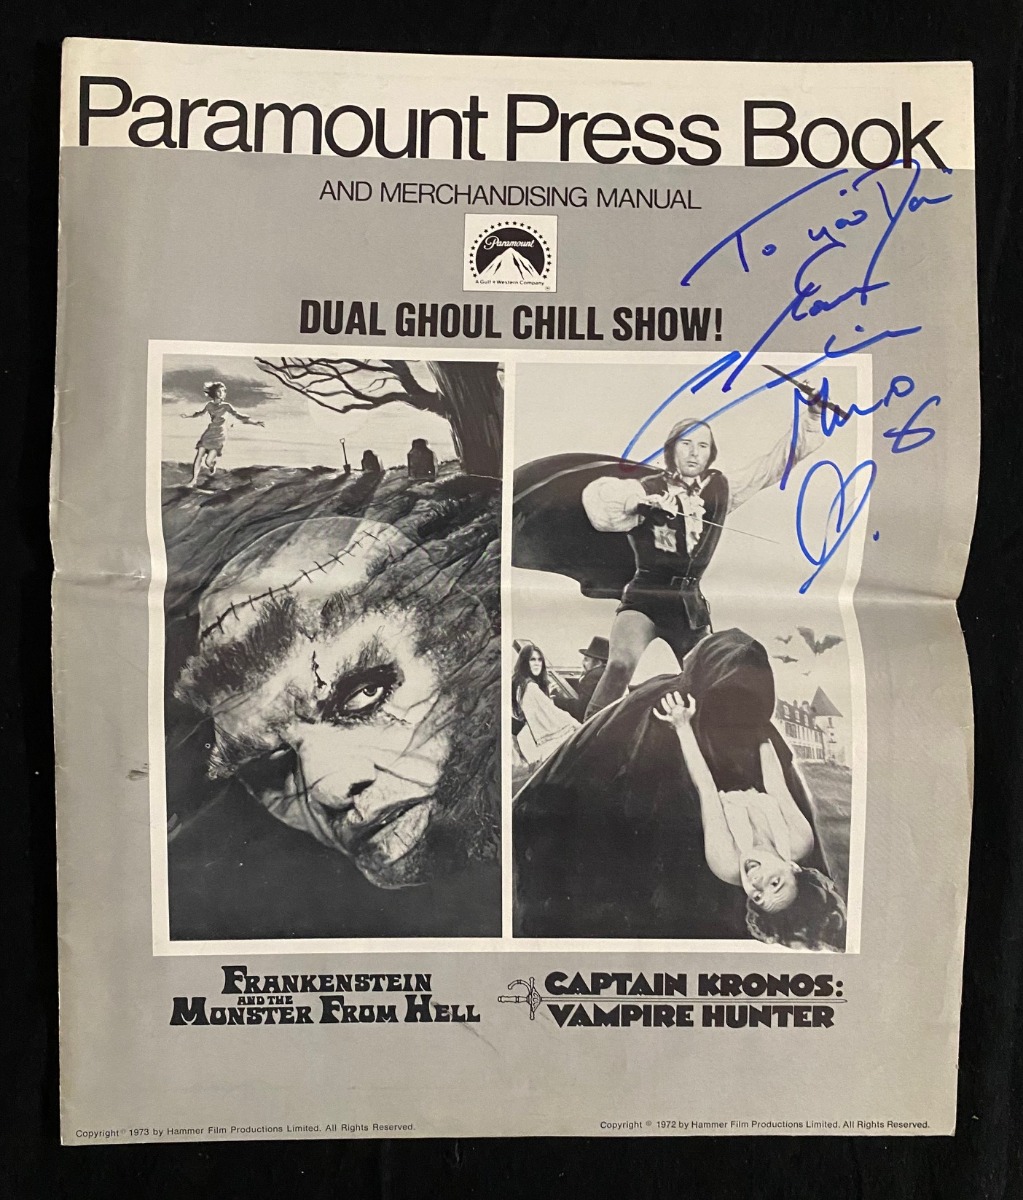 Paramount Press Book
AND MERCHANDISING MANUAL
Paramount
A Gulf + Western Company
®
DUAL GHOUL CHILL SHOW!
To you
K
FRANKENSTEIN
AND THE
MONSTER FROM HELL
CAPTAIN KRONOS:
VAMPIRE HUNTER
Copyright © 1973 by Hammer Film Productions Limited. All Rights Reserved.
Copyright © 1972 by Hammer Film Productions Limited. All Rights Reserved.